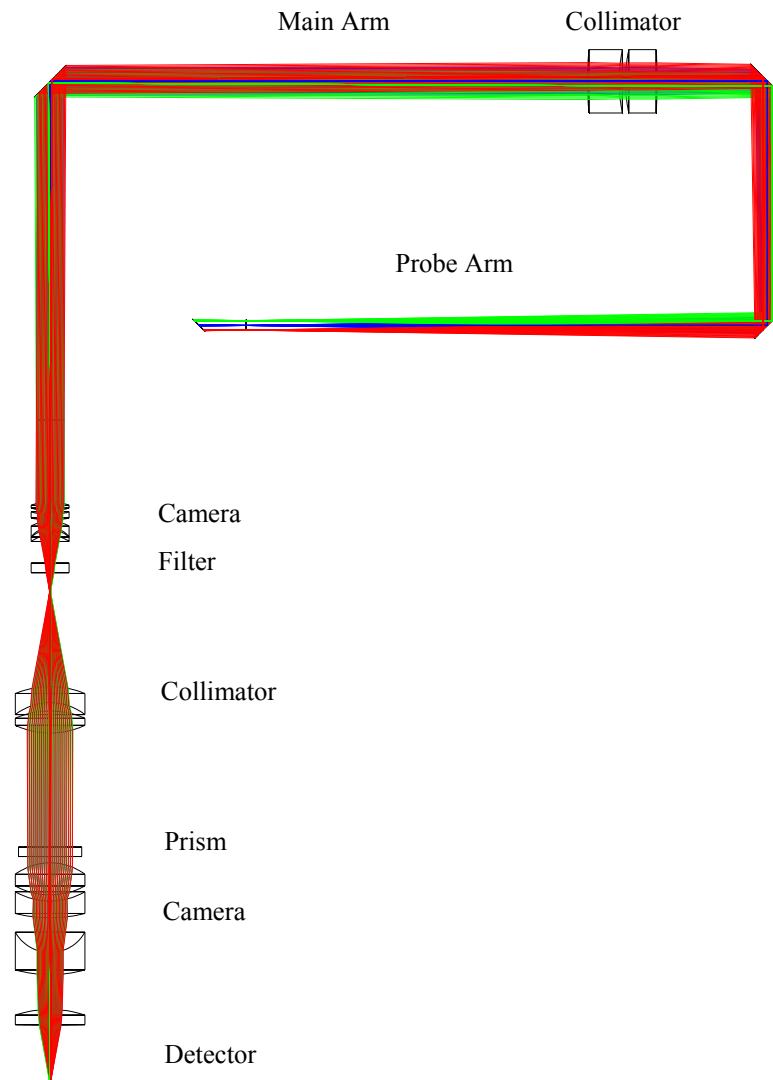 Main Arm
Collimator
Probe Arm
Camera
Filter
Collimator
Prism
Camera
Detector